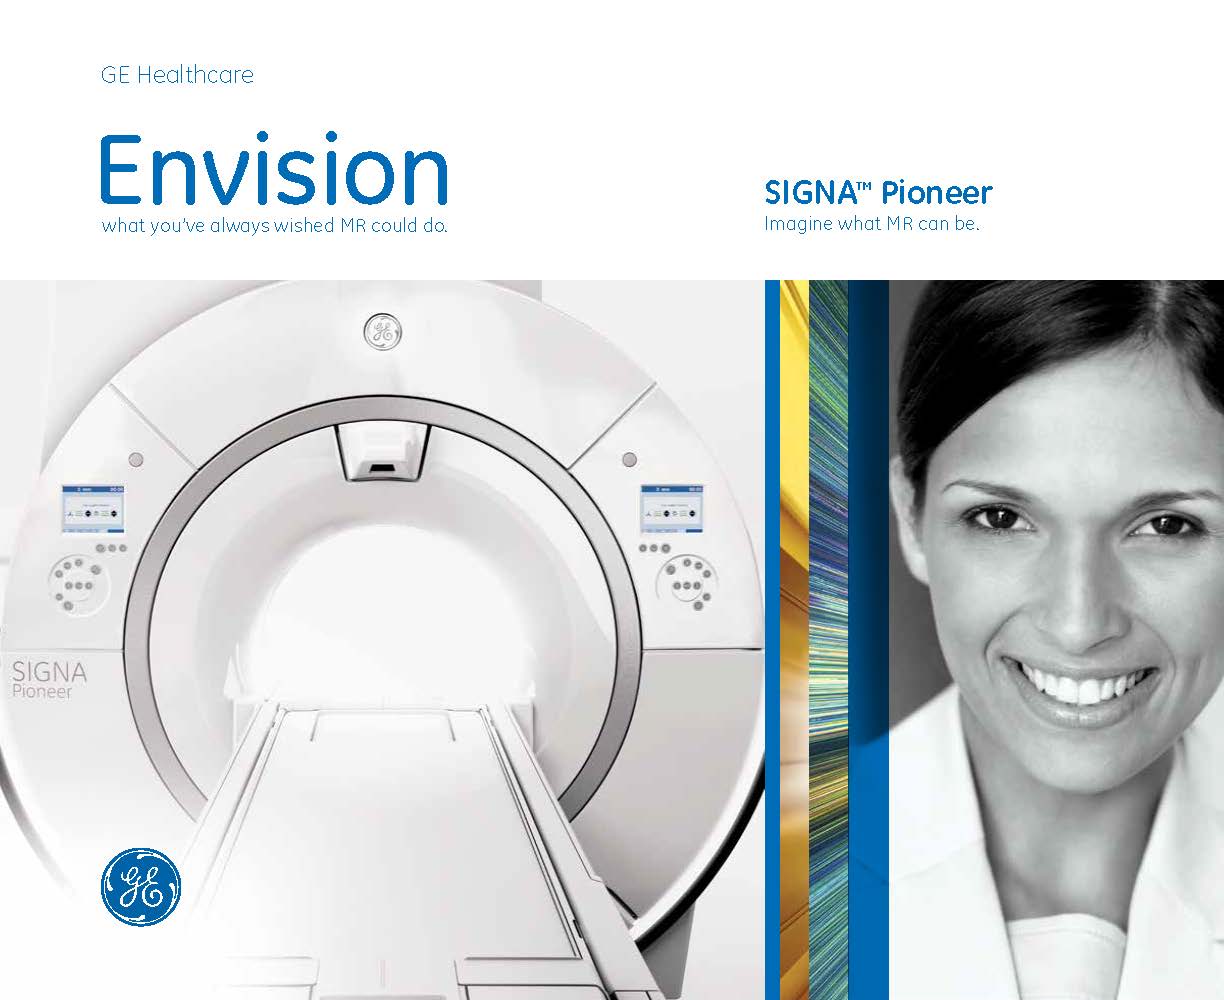 GE Healthcare
Envision
what you've always wished MR could do.
SIGNA™ Pioneer
Imagine what MR can be.
SIGNA
Pioneer